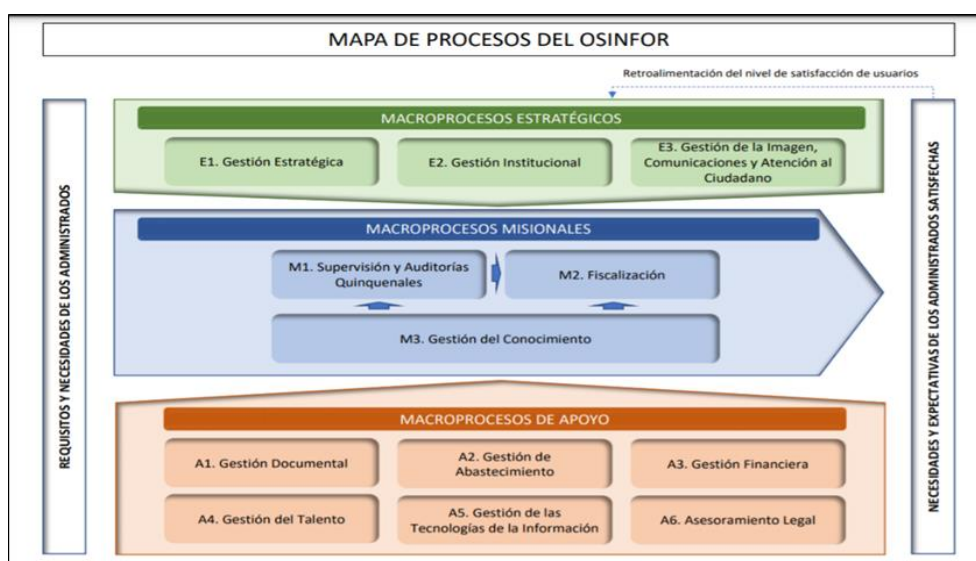 MAPA DE PROCESOS DEL OSINFOR
Retroalimentación del nivel de satisfacción de usuarios
REQUISITOS Y NECESIDADES DE LOS ADMINISTRADOS
MACROPROCESOS ESTRATÉGICOS
E1. Gestión Estratégica
E2. Gestión Institucional
E3. Gestión de la Imagen,
Comunicaciones y Atención al
Ciudadano
MACROPROCESOS MISIONALES
M1. Supervisión y Auditorías
Quinquenales
M2. Fiscalización
M3. Gestión del Conocimiento
MACROPROCESOS DE APOYO
A1. Gestión Documental
A2. Gestión de
Abastecimiento
A3. Gestión Financiera
A4. Gestión del Talento
A5. Gestión de las
Tecnologías de la Información
A6. Asesoramiento Legal
NECESIDADES Y EXPECTATIVAS DE LOS ADMINISTRADOS SATISFECHAS